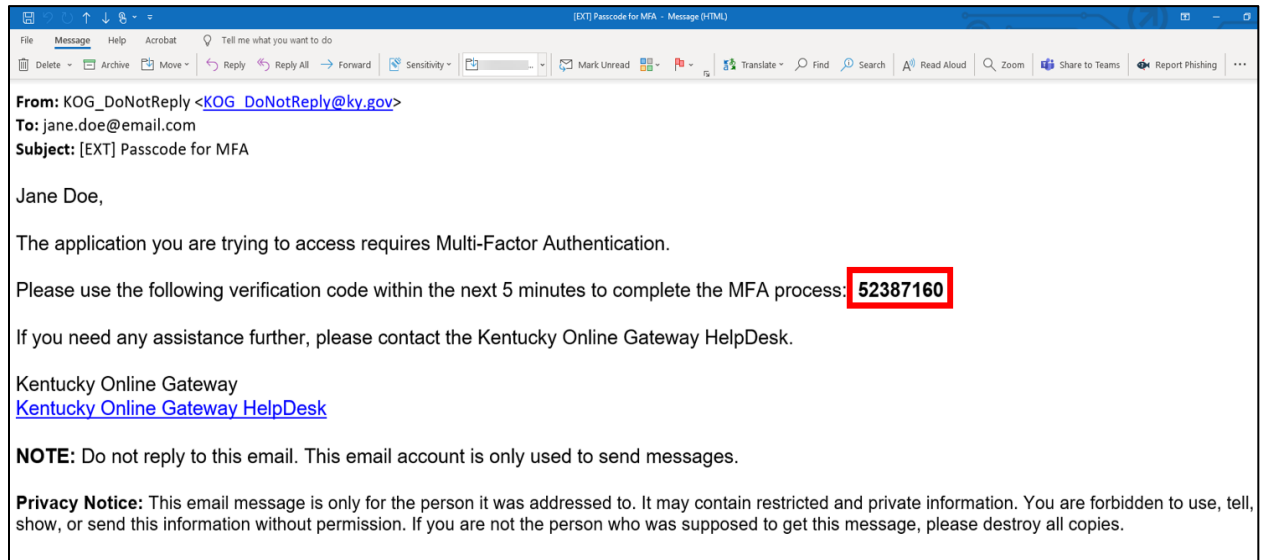 [EXT] Passcode for MFA - Message (HTML)
File Message Help Acrobat Tell me what you want to do
Delete Archive Move Reply Reply All Forward Sensitivity Mark Unread Translate Find Search Read Aloud Zoom Share to Teams Report Phishing
From: KOG_DoNotReply <KOG_DoNotReply@ky.gov>
To: jane.doe@email.com
Subject: [EXT] Passcode for MFA
Jane Doe,
The application you are trying to access requires Multi-Factor Authentication.
Please use the following verification code within the next 5 minutes to complete the MFA process: 52387160
If you need any assistance further, please contact the Kentucky Online Gateway HelpDesk.
Kentucky Online Gateway
Kentucky Online Gateway HelpDesk
NOTE: Do not reply to this email. This email account is only used to send messages.
Privacy Notice: This email message is only for the person it was addressed to. It may contain restricted and private information. You are forbidden to use, tell,
show, or send this information without permission. If you are not the person who was supposed to get this message, please destroy all copies.